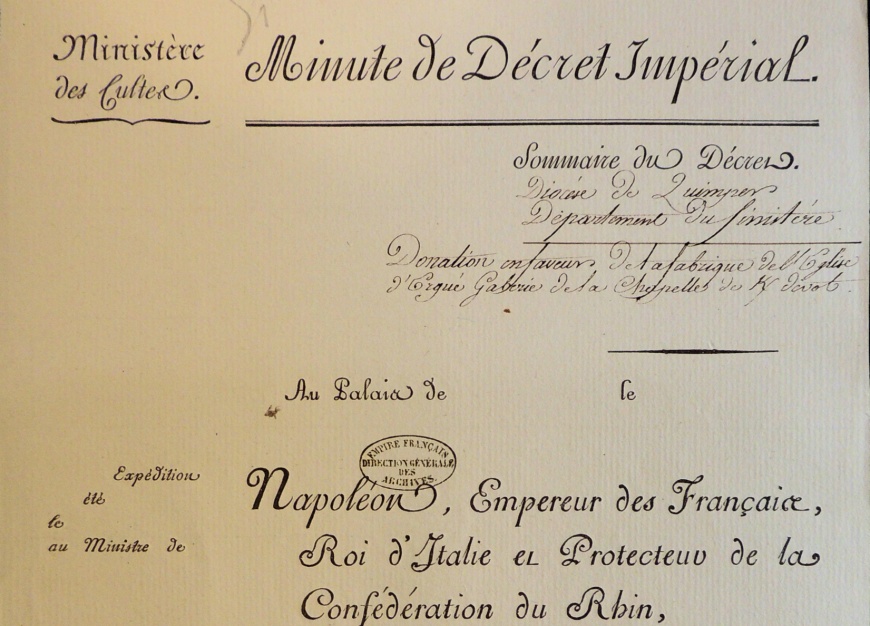 Ministère
des Cultes.
Minute de Décret Impérial.
Sommaire du Décret.
Diocèse de Quimper
Département du finistére
Donation en faveur de la fabrique de l'Eglise
d'Ergué Gaberie de la Chapelle de K/ devot.
Au Palais de le
EMPIRE FRANÇAIS
DIRECTION GÉNÉRALE
DES
ARCHIVES.
Expédition
été
le
au Ministre de
Napoléon, Empereur des Français,
Roi d'Italie et Protecteur de la
Confédération du Rhin,